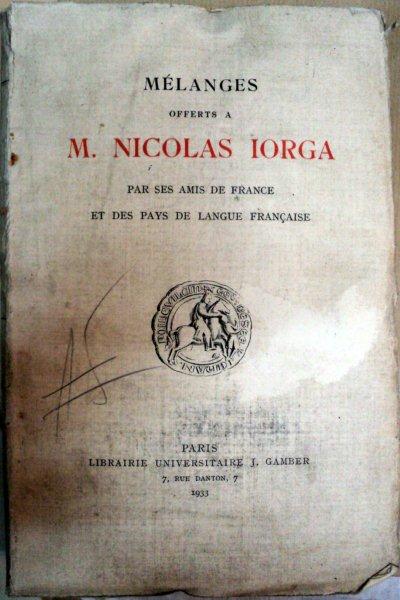 MÉLANGES
OFFERTS A
M. NICOLAS IORGA
PAR SES AMIS DE FRANCE
ET DES PAYS DE LANGUE FRANÇAISE
PARIS
LIBRAIRIE UNIVERSITAIRE J. GAMBER
7, RUE DANTON, 7
1933